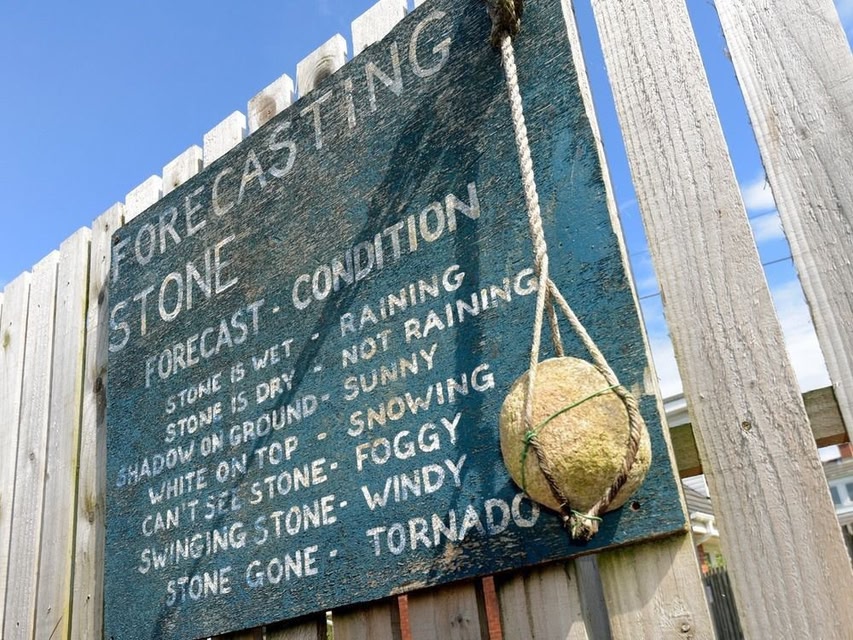 FORECASTING
STONE
FORECAST - CONDITION
STONE IS WET - RAINING
STONE IS DRY - NOT RAINING
SHADOW ON GROUND - SUNNY
WHITE ON TOP - SNOWING
CAN'T SEE STONE - FOGGY
SWINGING STONE - WINDY
STONE GONE - TORNADO